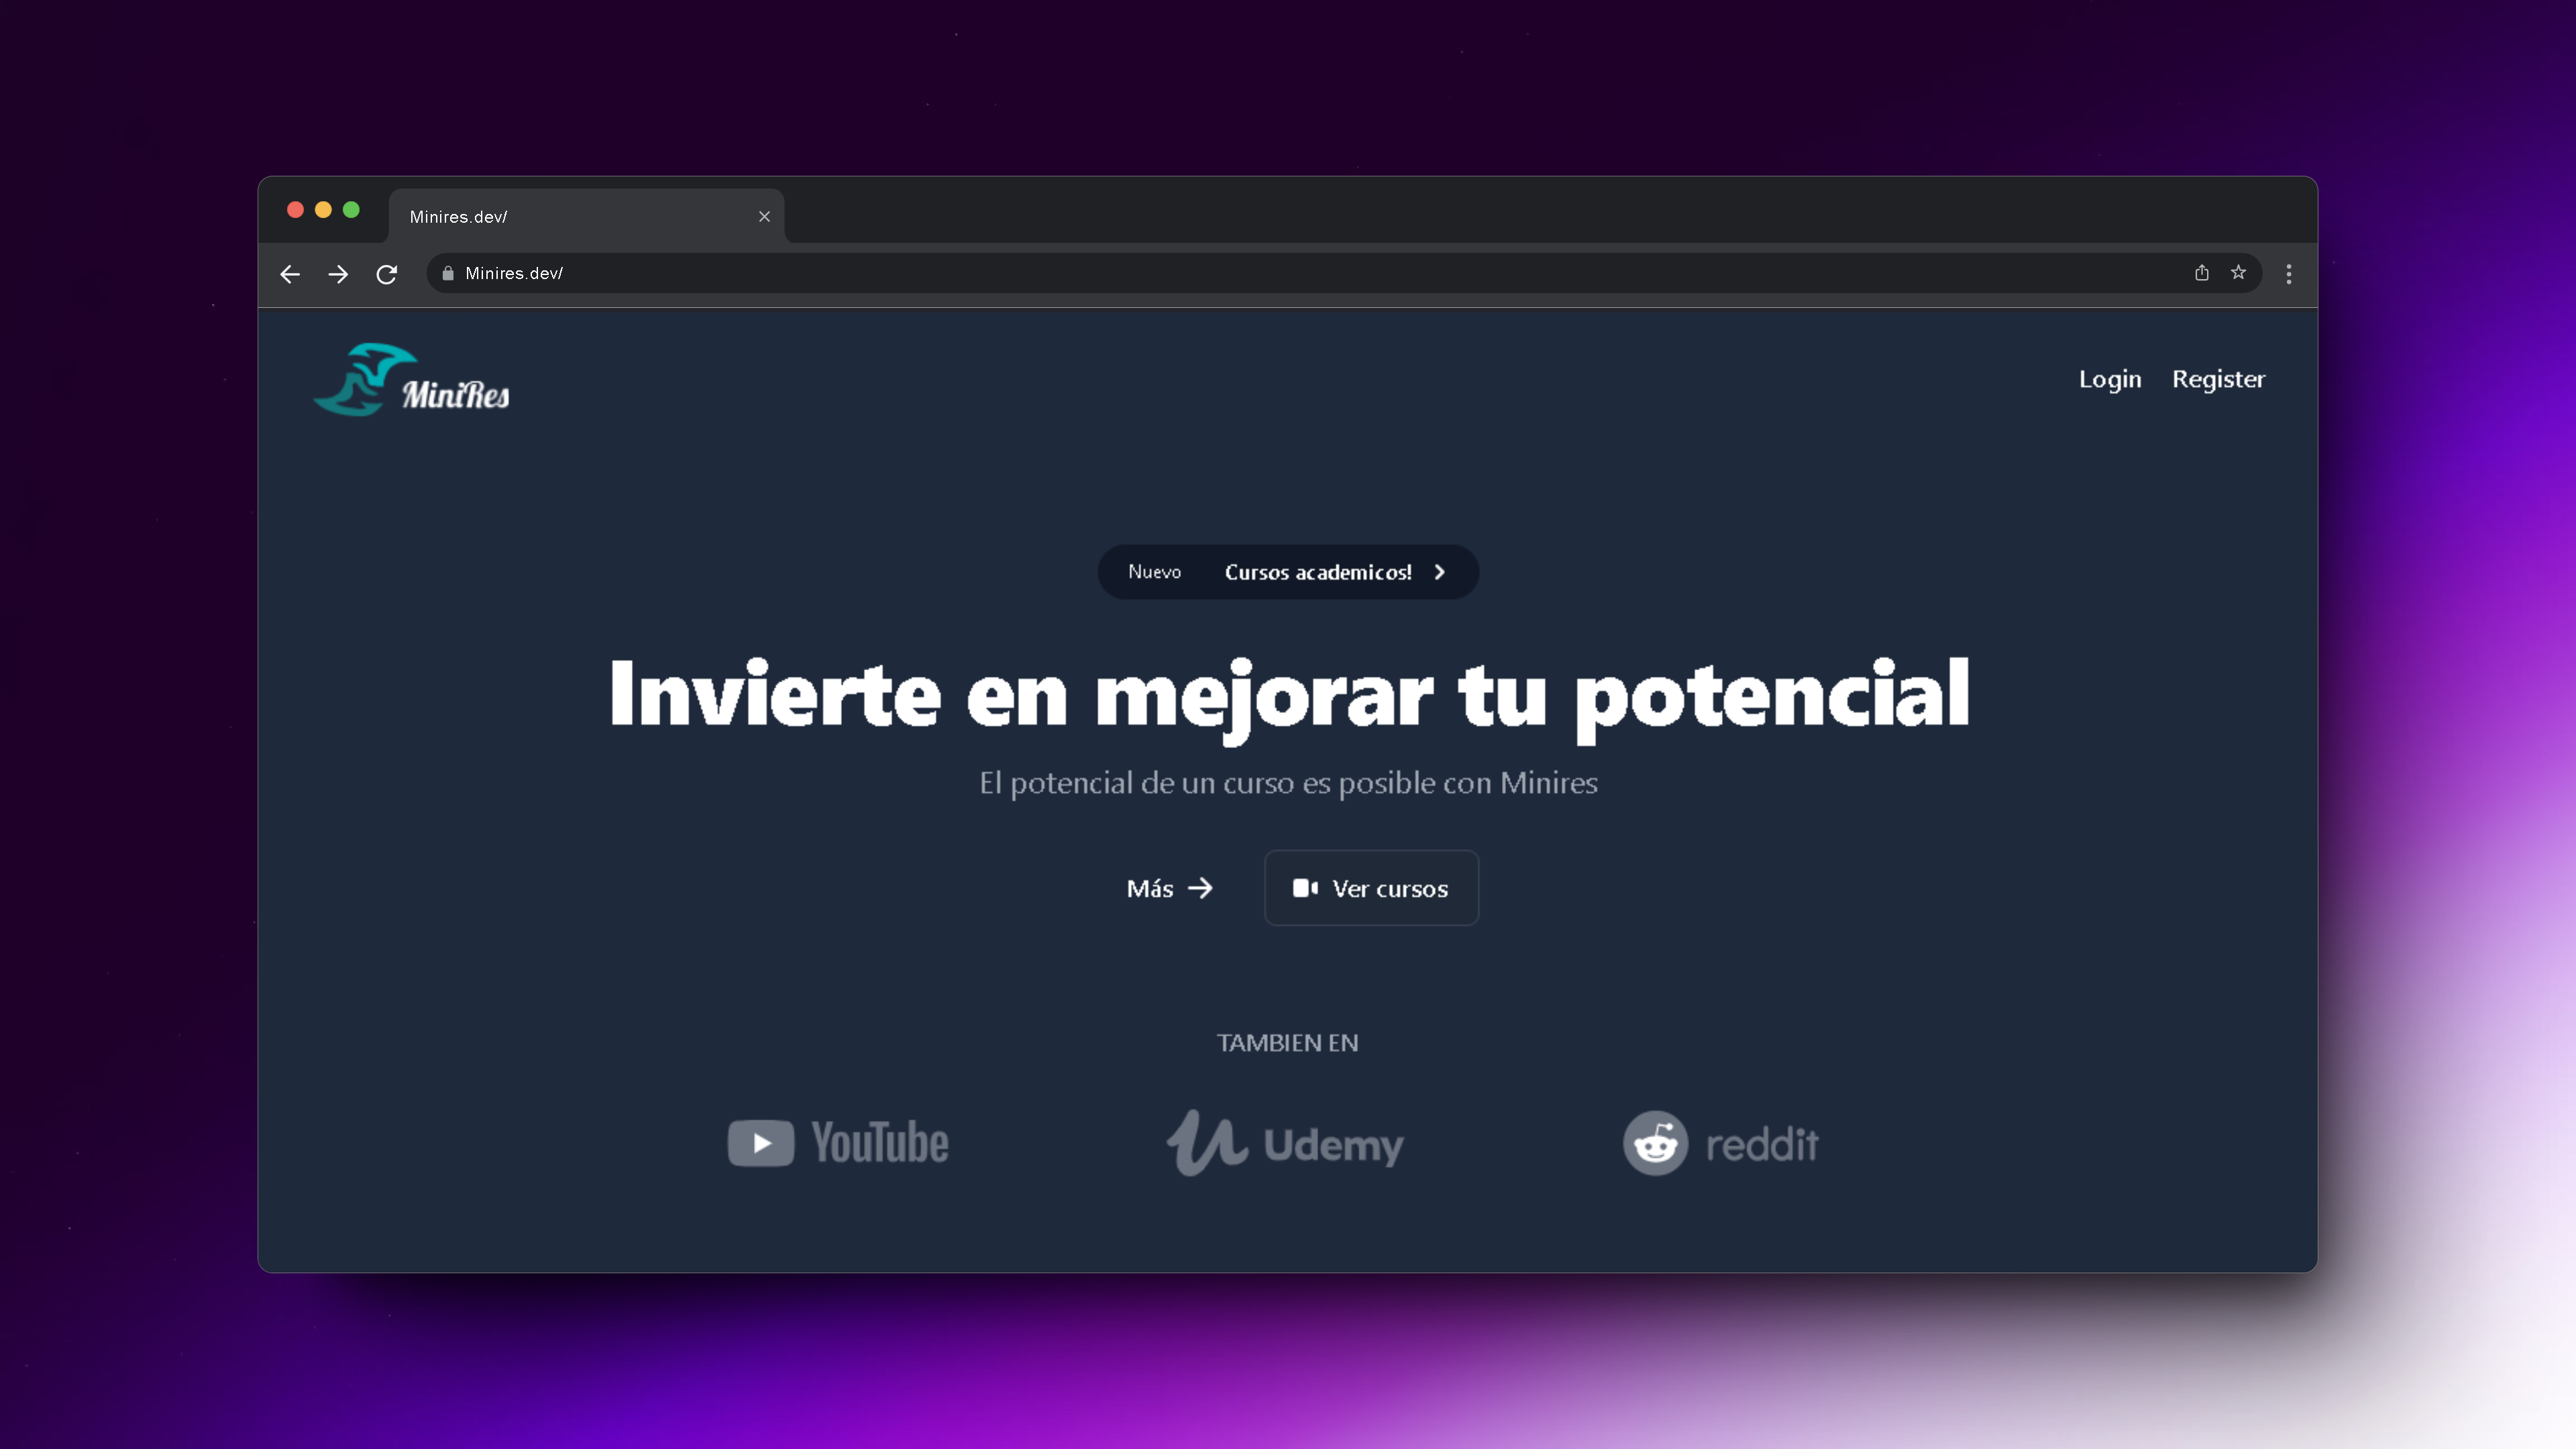 Minires.dev/
Minires.dev/
MiniRes
Login Register
Nuevo Cursos academicos!
Invierte en mejorar tu potencial
El potencial de un curso es posible con Minires
Más Ver cursos
TAMBIEN EN
YouTube Udemy reddit